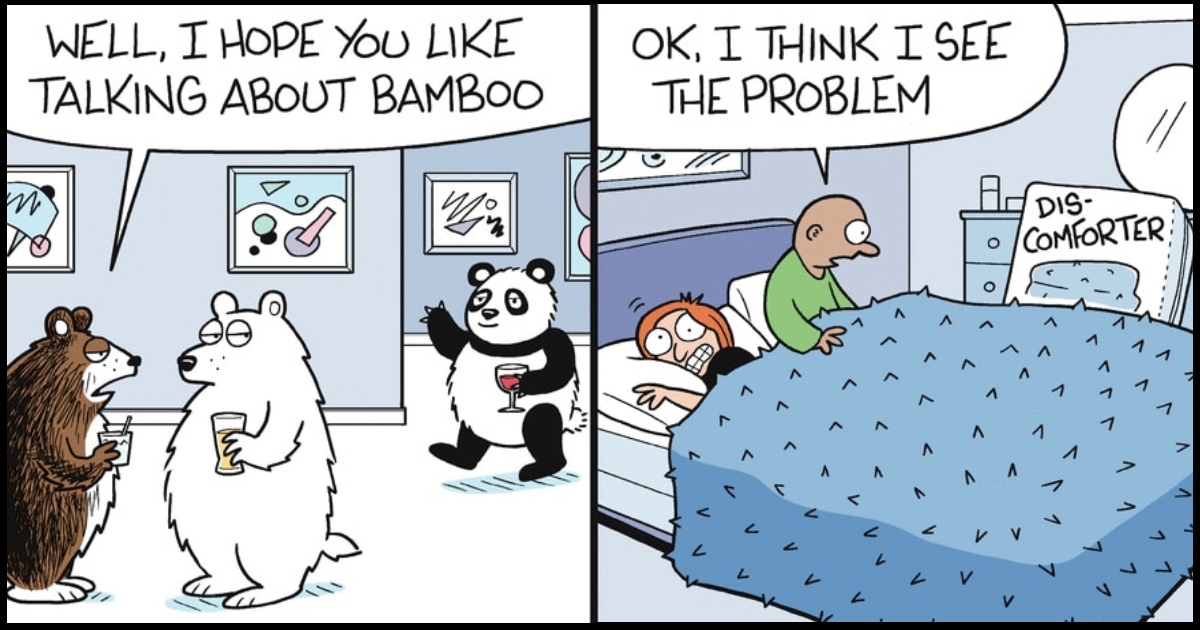 WELL, I HOPE YOU LIKE
TALKING ABOUT BAMBOO
OK, I THINK I SEE
THE PROBLEM
DIS-
COMFORTER